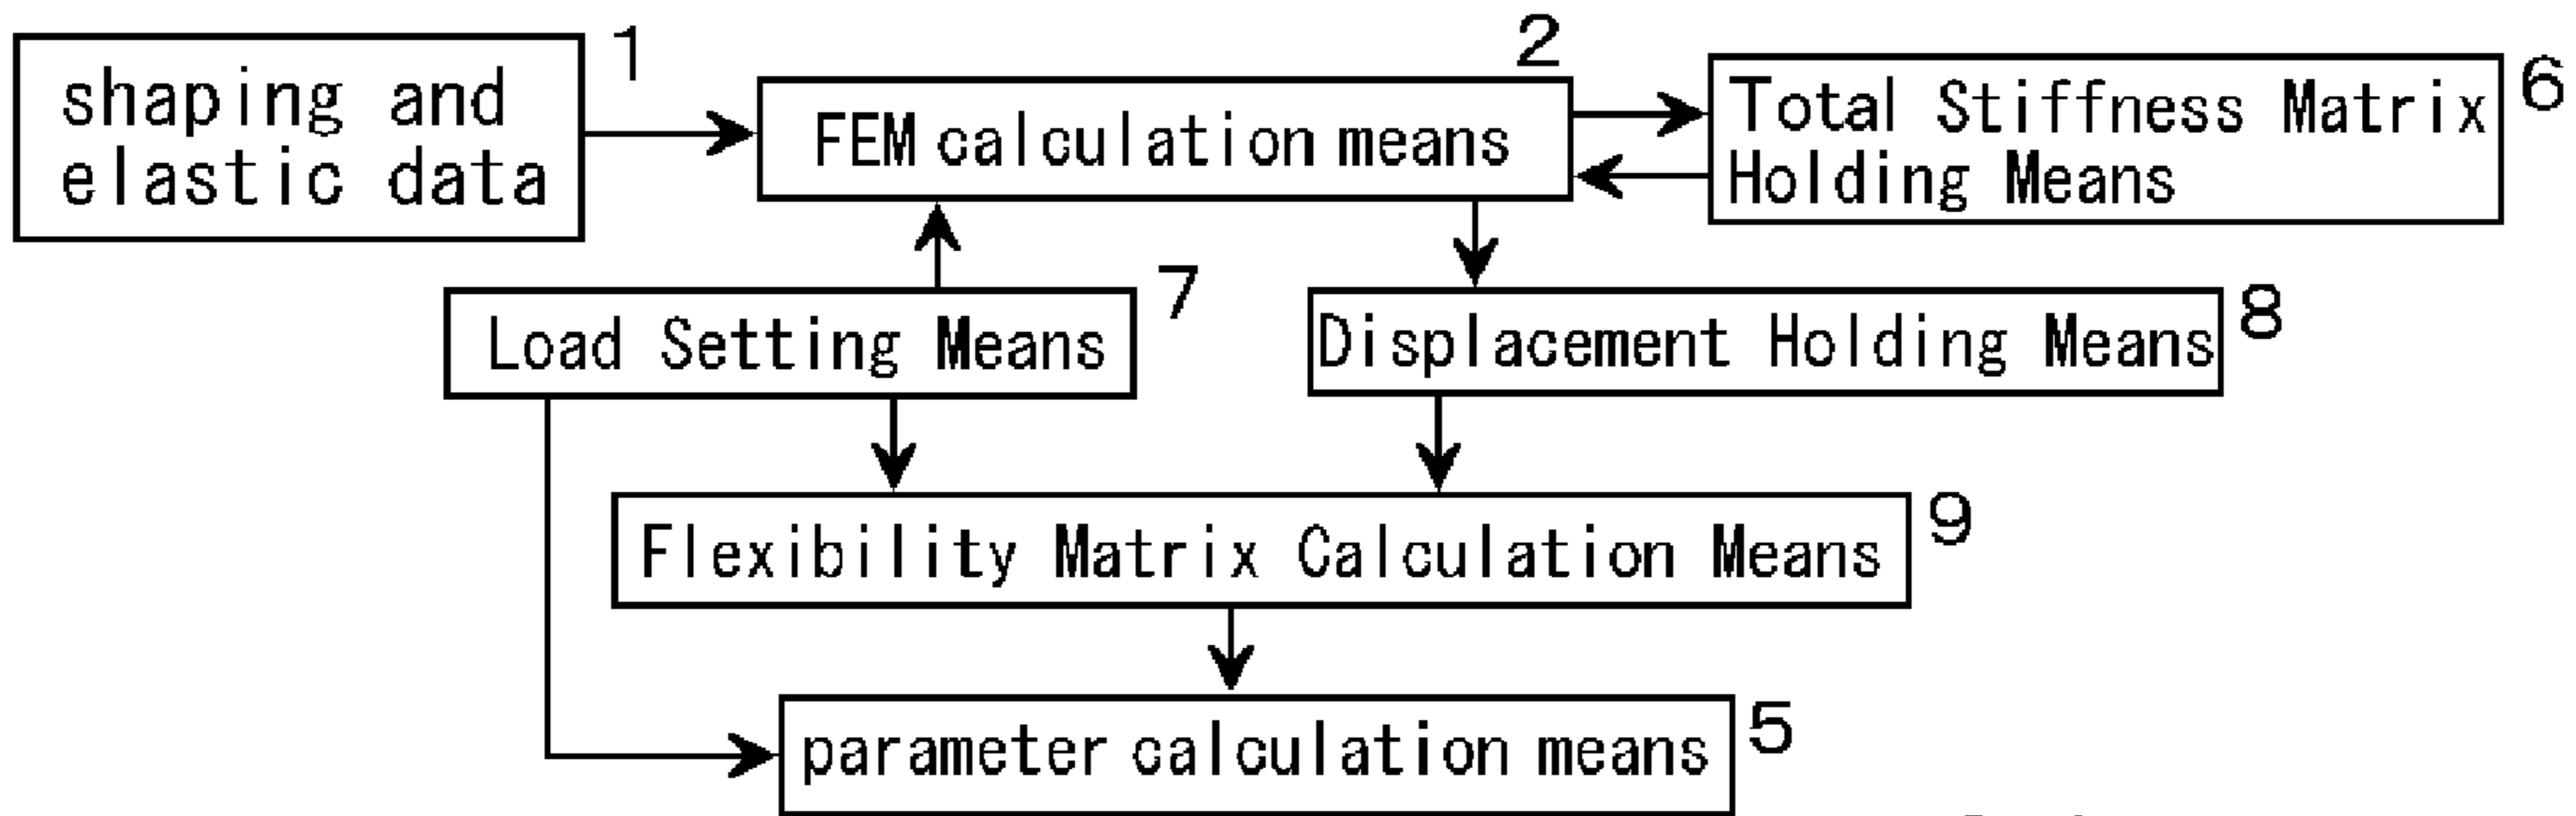 shaping and
elastic data
1
FEM calculation means
2
Total Stiffness Matrix
Holding Means
6
Load Setting Means
7
Displacement Holding Means
8
Flexibility Matrix Calculation Means
9
parameter calculation means
5